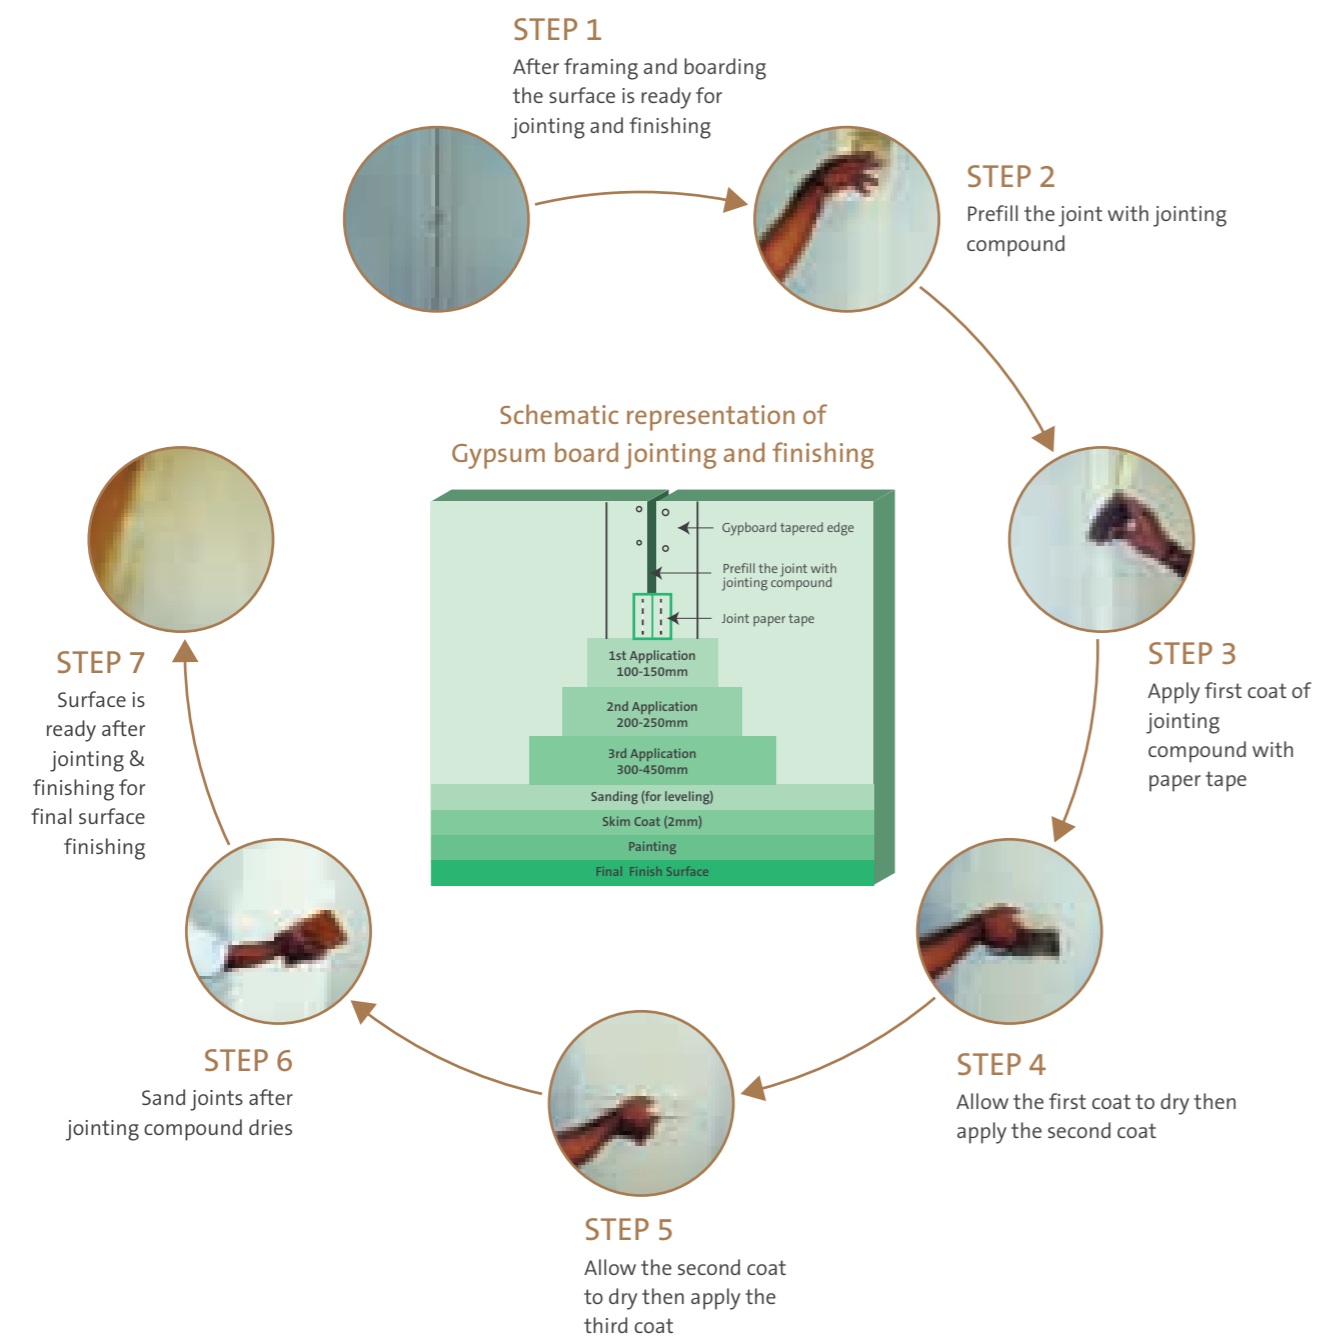 STEP 1
After framing and boarding
the surface is ready for
jointing and finishing
STEP 2
Prefill the joint with jointing
compound
STEP 3
Apply first coat of
jointing
compound with
paper tape
STEP 4
Allow the first coat to dry then
apply the second coat
STEP 5
Allow the second coat
to dry then apply the
third coat
STEP 6
Sand joints after
jointing compound dries
STEP 7
Surface is
ready after
jointing &
finishing for
final surface
finishing
Schematic representation of
Gypsum board jointing and finishing
Gypboard tapered edge
Prefill the joint with
jointing compound
Joint paper tape
1st Application
100-150mm
2nd Application
200-250mm
3rd Application
300-450mm
Sanding (for leveling)
Skim Coat (2mm)
Painting
Final Finish Surface